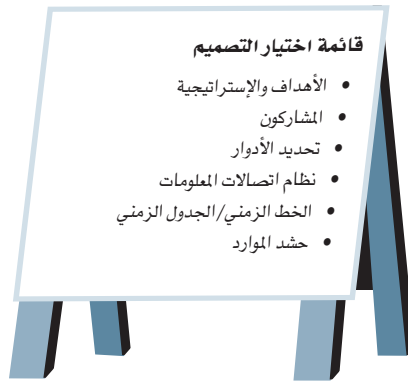 قائمة اختيار التصميم
• الأهداف والإستراتيجية
• المشاركون
• تحديد الأدوار
• نظام اتصالات المعلومات
• الخط الزمني/الجدول الزمني
• حشد الموارد